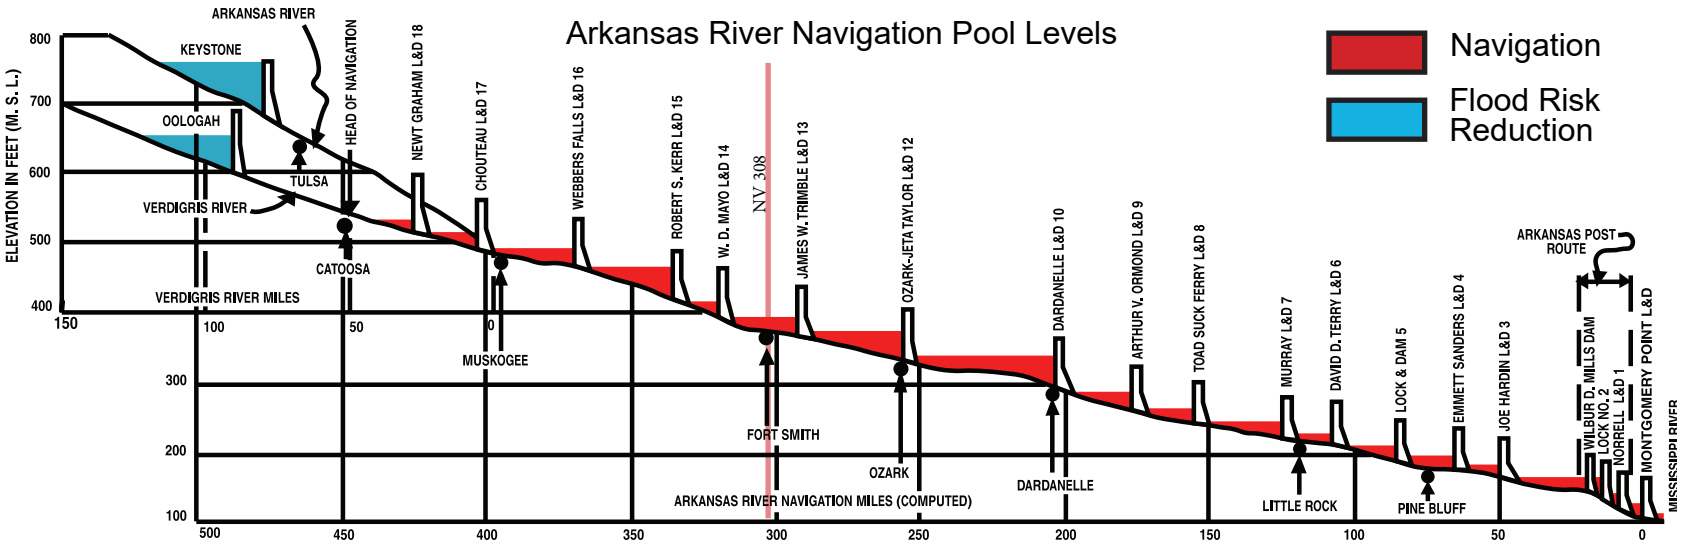 Arkansas River Navigation Pool Levels
Navigation
Flood Risk
Reduction
ELEVATION IN FEET (M. S. L.)
800
700
600
500
400
300
200
100
ARKANSAS RIVER
KEYSTONE
OOLOGAH
TULSA
VERDIGRIS RIVER
HEAD OF NAVIGATION
CATOOSA
VERDIGRIS RIVER MILES
150
100
50
0
MUSKOGEE
NEWT GRAHAM L&D 18
CHOUTEAU L&D 17
WEBBERS FALLS L&D 16
ROBERT S. KERR L&D 15
W. D. MAYO L&D 14
NV 308
JAMES W. TRIMBLE L&D 13
OZARK-JETA TAYLOR L&D 12
DARDANELLE L&D 10
ARTHUR V. ORMOND L&D 9
TOAD SUCK FERRY L&D 8
MURRAY L&D 7
DAVID D. TERRY L&D 6
LOCK & DAM 5
EMMETT SANDERS L&D 4
JOE HARDIN L&D 3
ARKANSAS POST
ROUTE
WILBUR D. MILLS DAM
LOCK NO. 2
NORRELL L&D 1
MONTGOMERY POINT L&D
MISSISSIPPI RIVER
FORT SMITH
OZARK
DARDANELLE
LITTLE ROCK
PINE BLUFF
ARKANSAS RIVER NAVIGATION MILES (COMPUTED)
500
450
400
350
300
250
200
150
100
50
0